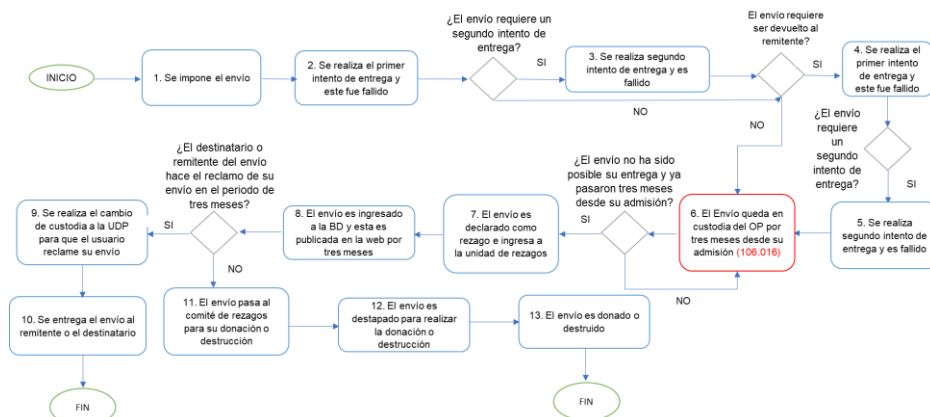 INICIO
1. Se impone el envío
2. Se realiza el primer
intento de entrega y
este fue fallido
¿El envío requiere un
segundo intento de
entrega?
SI
NO
3. Se realiza segundo
intento de entrega y es
fallido
El envío requiere
ser devuelto al
remitente?
SI
NO
4. Se realiza el
primer intento
de entrega y
este fue fallido
¿El envío
requiere
un
segundo
intento de
entrega?
SI
5. Se realiza
segundo intento de
entrega y es fallido
6. El Envío queda en
custodia del OP por
tres meses desde su
admisión (106.016)
¿El envío no ha sido
posible su entrega y ya
pasaron tres meses
desde su admisión?
SI
NO
7. El envío es
declarado como
rezago e ingresa a
la unidad de rezagos
8. El envío es ingresado
a la BD y esta es
publicada en la web por
tres meses
¿El destinatario o
remitente del envío
hace el reclamo de su
envío en el periodo de
tres meses?
SI
NO
9. Se realiza el cambio
de custodia a la UDP
para que el usuario
reclame su envío
10. Se entrega el envío al
remitente o el destinatario
FIN
11. El envío pasa al
comité de rezagos
para su donación o
destrucción
12. El envío es
destapado para realizar
la donación o
destrucción
13. El envío es donado o
destruido
FIN